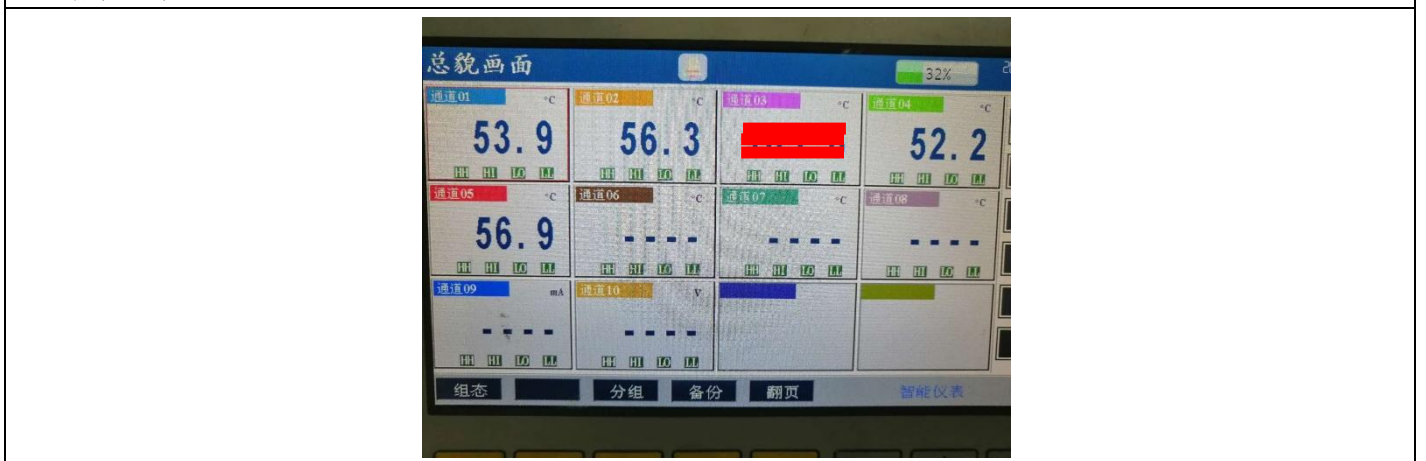 总貌画面 32%
通道01 °C 通道02 °C 通道03 °C 通道04 °C
53.9 56.3 52.2
HH HI LO LL HH HI LO LL HH HI LO LL HH HI LO LL
通道05 °C 通道06 °C 通道07 °C 通道08 °C
56.9 ---- ---- ----
HH HI LO LL HH HI LO LL HH HI LO LL HH HI LO LL
通道09 mA 通道10 V
---- ----
HH HI LO LL HH HI LO LL
组态 分组 备份 翻页 智能仪表